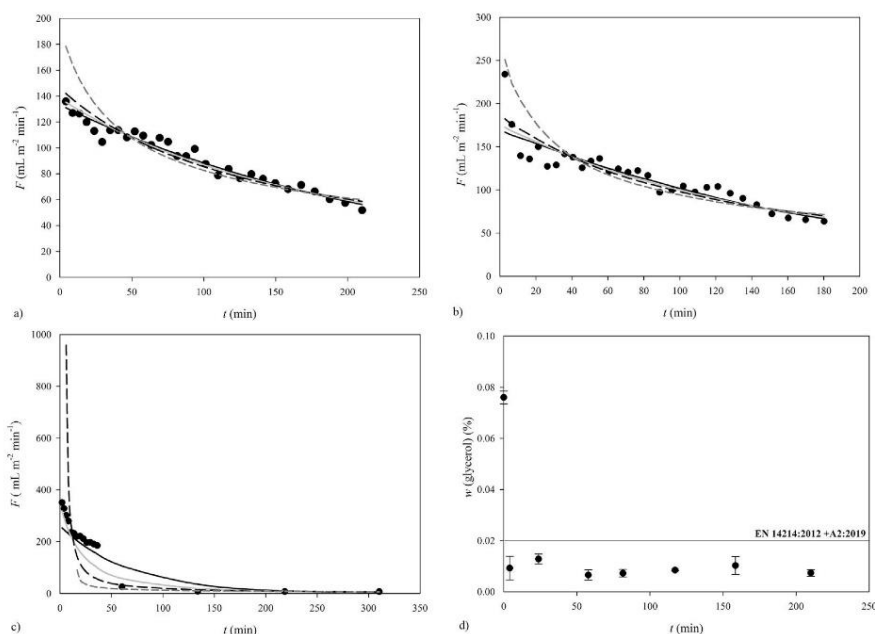 200
180
160
140
120
100
80
60
40
20
0
F (mL m⁻² min⁻¹)
0 50 100 150 200 250
t (min)
a)
300
250
200
150
100
50
0
F (mL m⁻² min⁻¹)
0 20 40 60 80 100 120 140 160 180 200
t (min)
b)
1000
800
600
400
200
0
F ( mL m⁻² min⁻¹)
0 50 100 150 200 250 300 350
t (min)
c)
0.10
0.08
0.06
0.04
0.02
0.00
w (glycerol) (%)
EN 14214:2012 +A2:2019
0 50 100 150 200 250
t (min)
d)